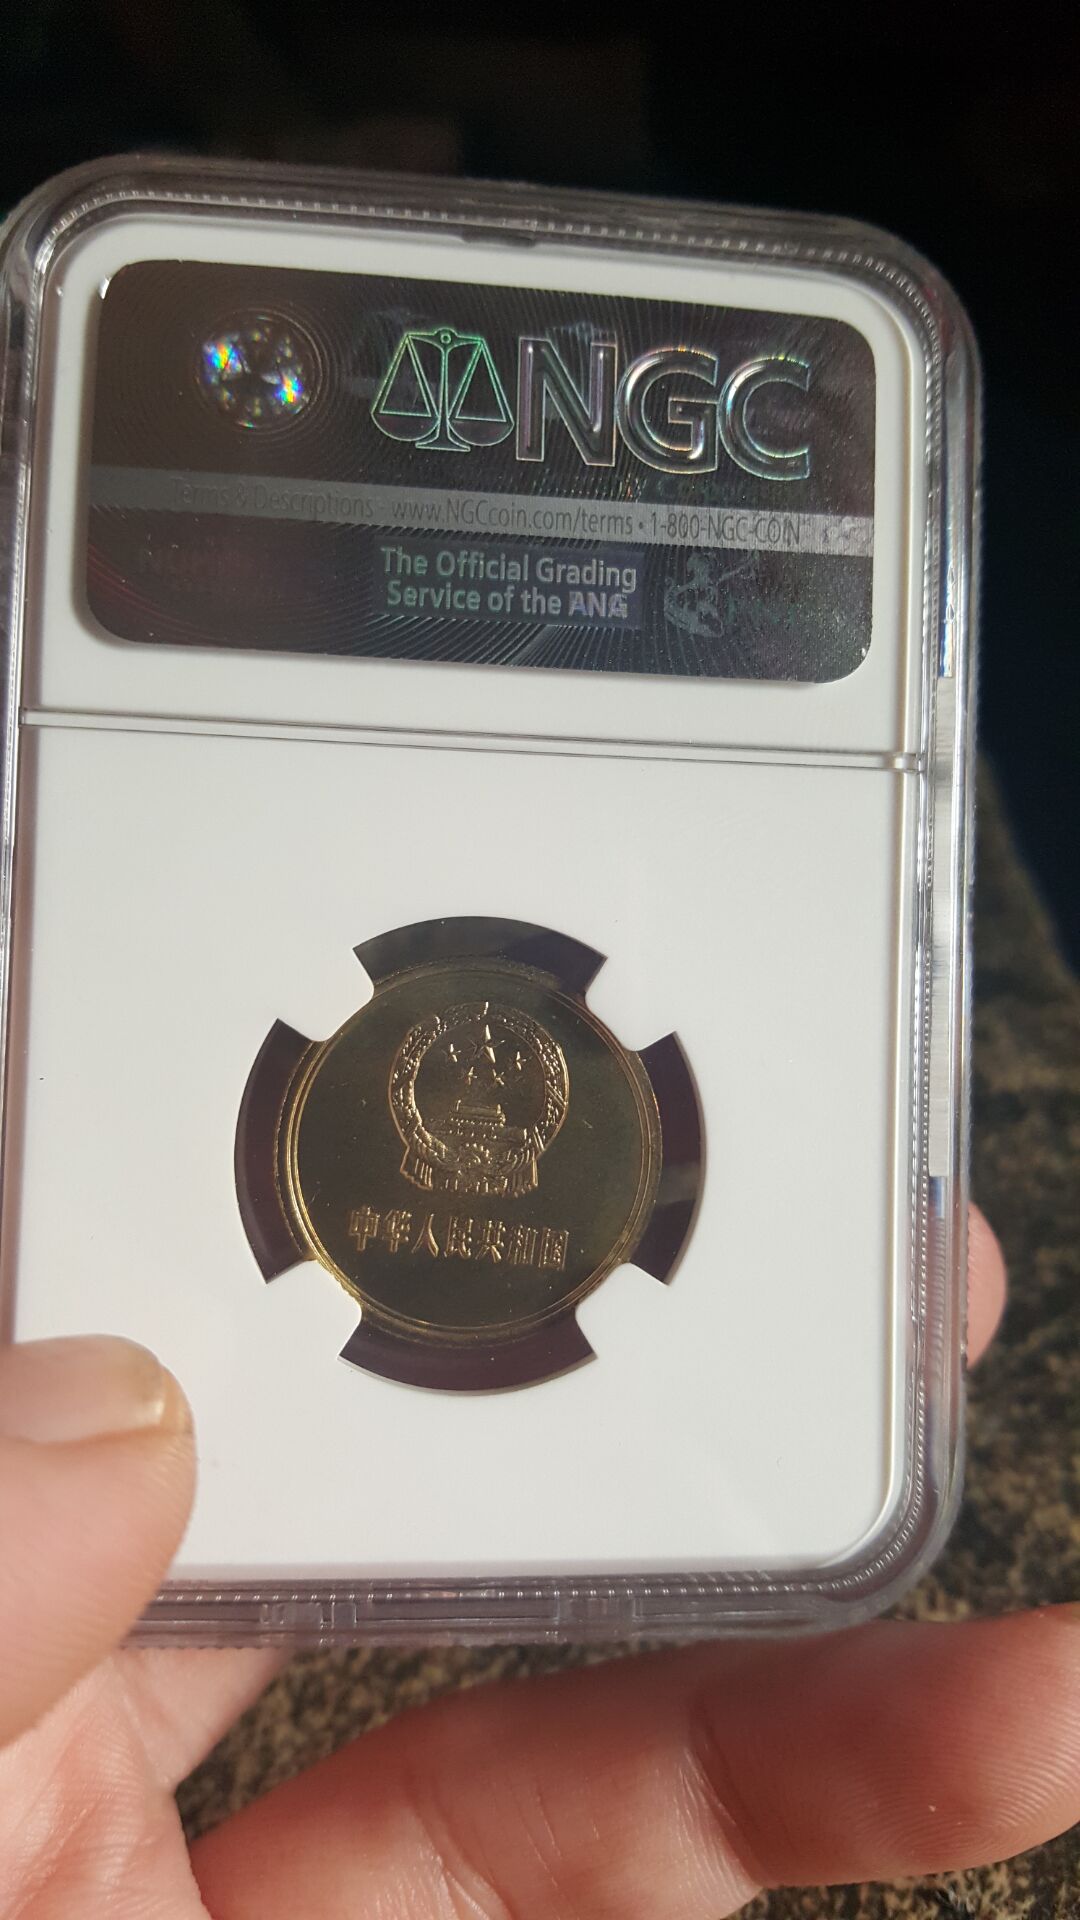 NGC
Terms & Descriptions - www.NGCcoin.com/terms • 1-800-NGC-COIN
The Official Grading
Service of the ANA
中华人民共和国